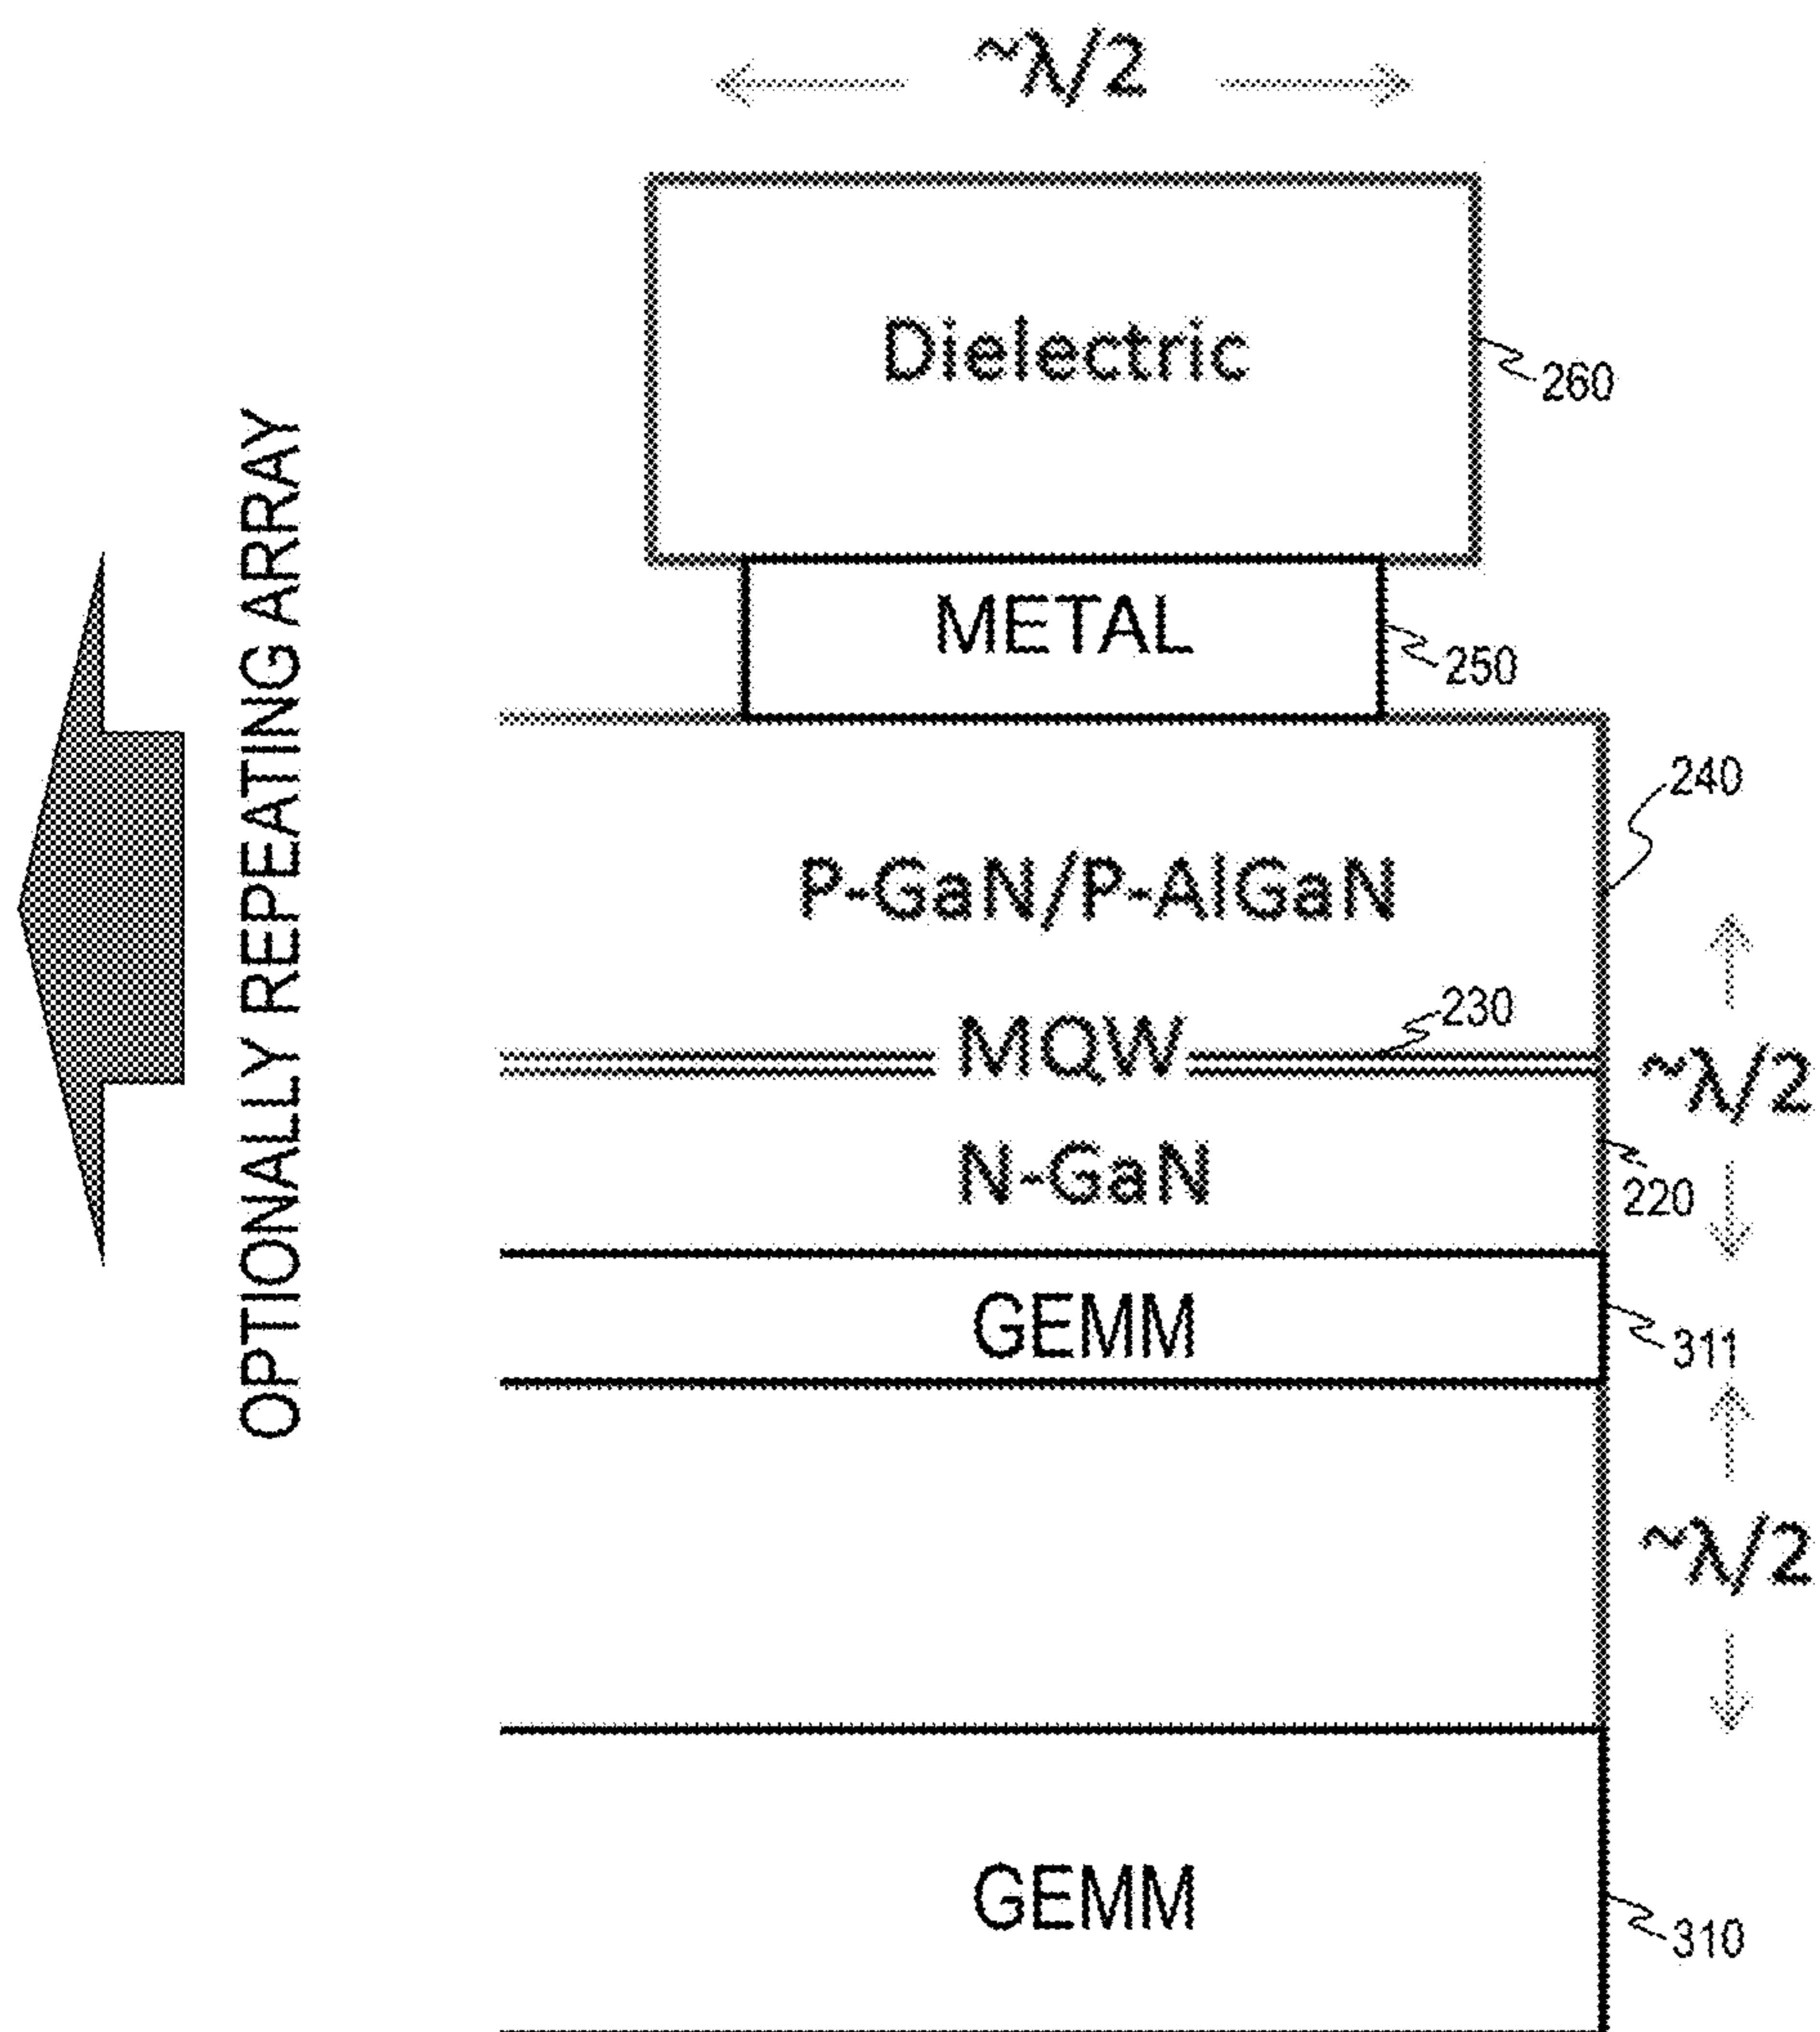 ~λ/2
Dielectric
260
METAL
250
OPTIONALLY REPEATING ARRAY
240
P-GaN/P-AlGaN
230
MQW
~λ/2
N-GaN
220
GEMM
311
~λ/2
GEMM
310